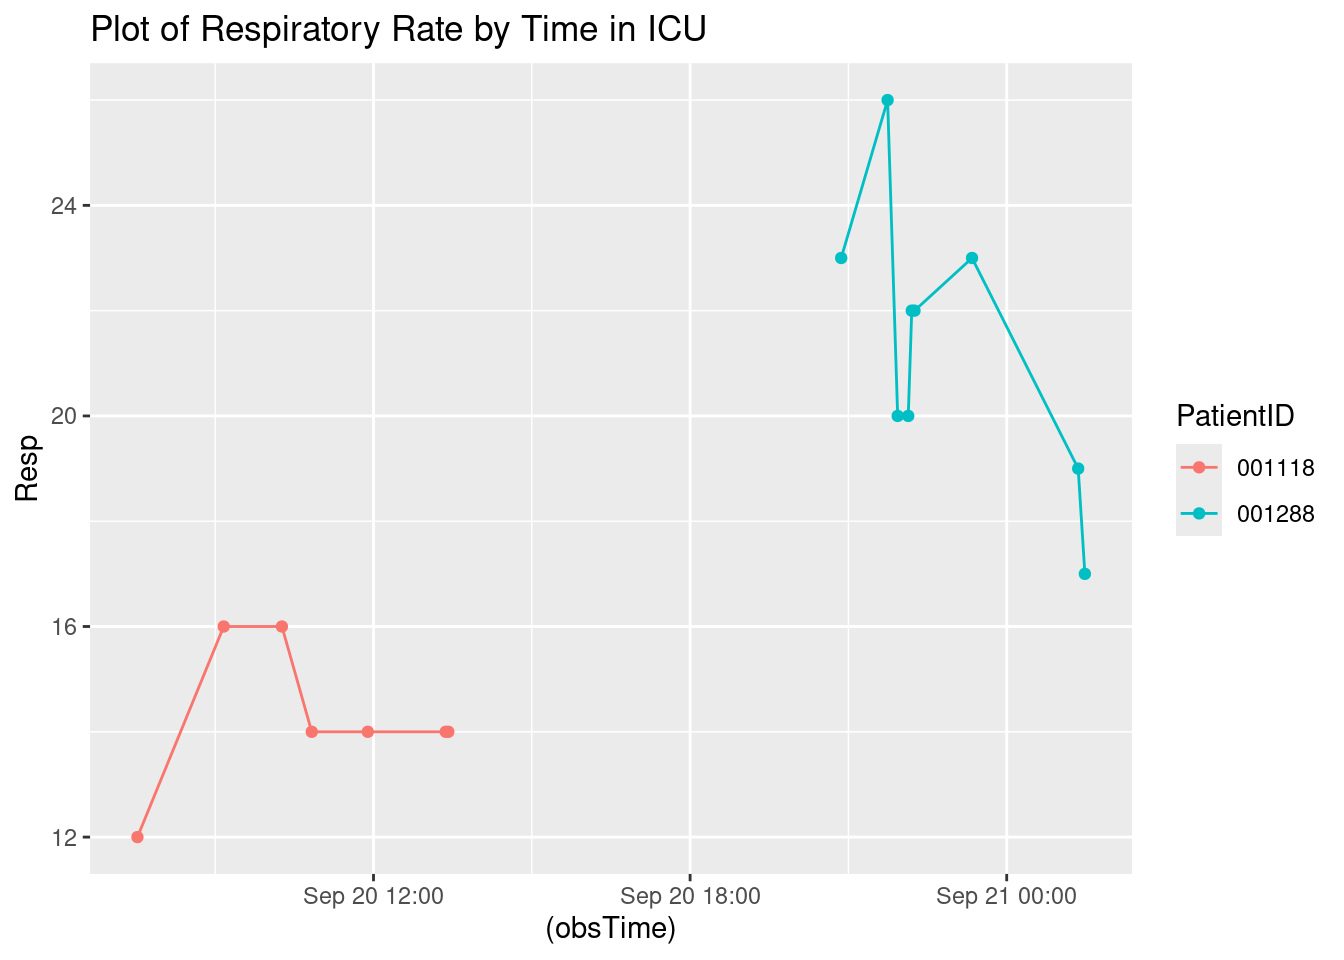 Plot of Respiratory Rate by Time in ICU
24
20
16
12
Resp
Sep 20 12:00
Sep 20 18:00
Sep 21 00:00
(obsTime)
PatientID
001118
001288